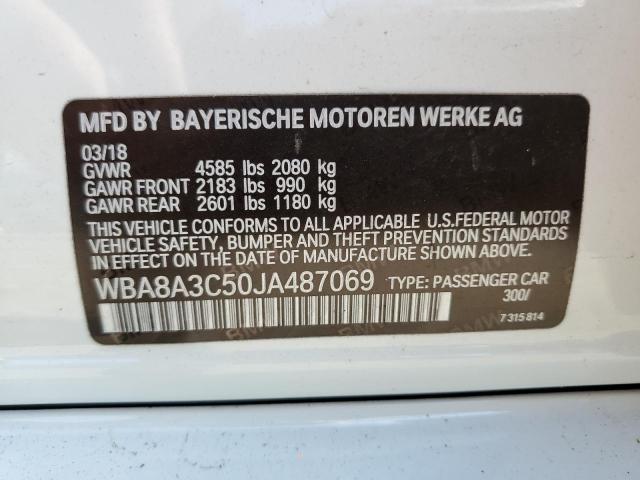 MFD BY BAYERISCHE MOTOREN WERKE AG
03/18
GVWR 4585 lbs 2080 kg
GAWR FRONT 2183 lbs 990 kg
GAWR REAR 2601 lbs 1180 kg
THIS VEHICLE CONFORMS TO ALL APPLICABLE U.S.FEDERAL MOTOR
VEHICLE SAFETY, BUMPER AND THEFT PREVENTION STANDARDS
IN EFFECT ON THE DATE OF MANUFACTURE SHOWN ABOVE.
WBA8A3C50JA487069 TYPE: PASSENGER CAR
300/
7 315 814